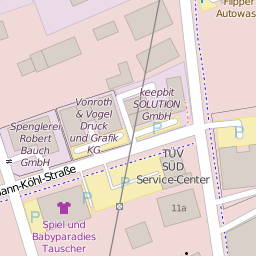 Flipper
Autowas
keepbit
SOLUTION
GmbH
Vonroth
& Vogel
Druck
und Grafik
KG
Spenglerei
Robert
Bauch
GmbH
P
P
TÜV
SÜD
Service-Center
ann-Köhl-Straße
P
P
P
11a
Spiel und
Babyparadies
Tauscher